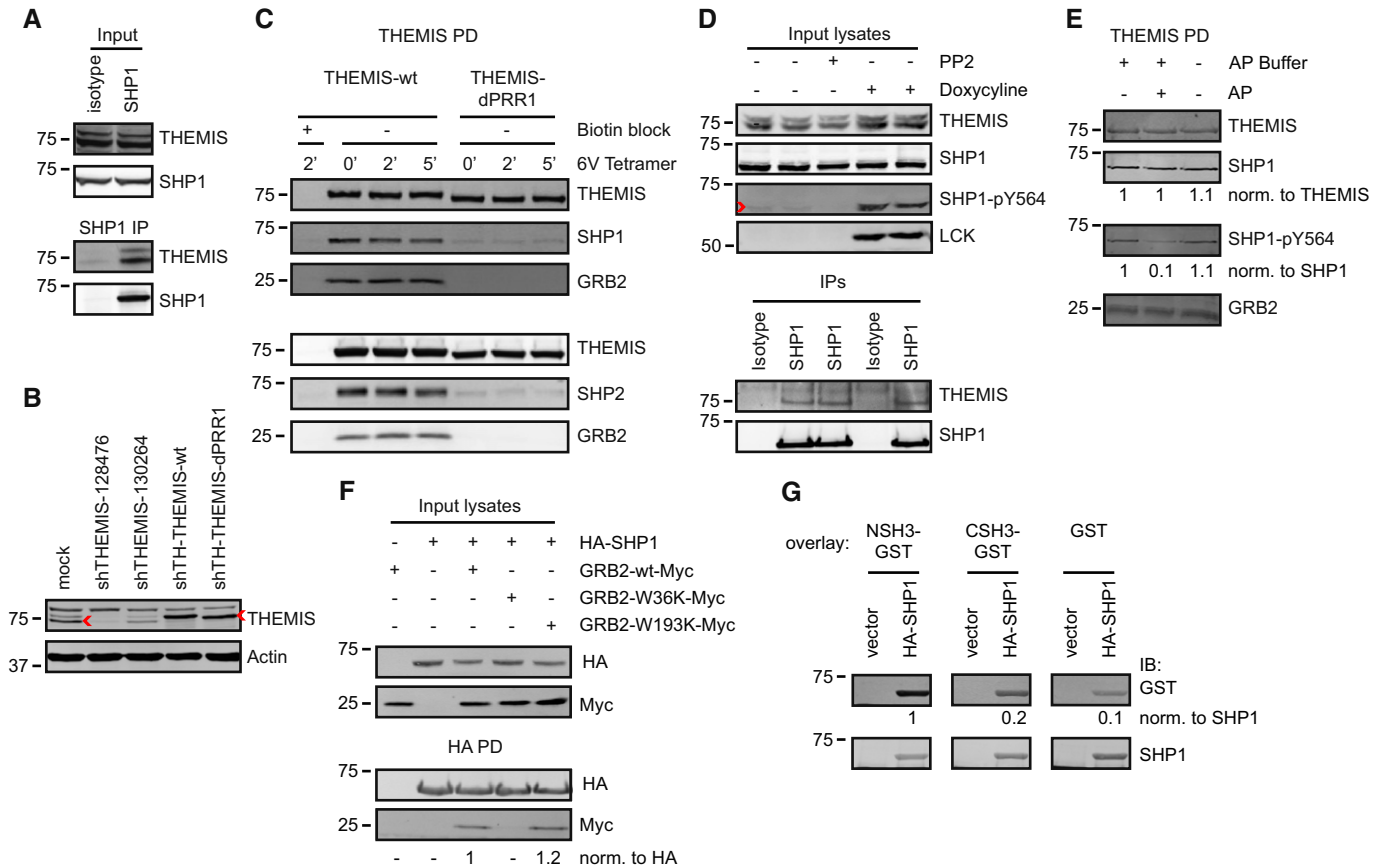 A
Input
isotype
SHP1
75
THEMIS
75
SHP1
SHP1 IP
75
THEMIS
75
SHP1
B
mock
shTHEMIS-128476
shTHEMIS-130264
shTH-THEMIS-wt
shTH-THEMIS-dPRR1
75
THEMIS
37
Actin
C
THEMIS PD
THEMIS-wt
THEMIS-
dPRR1
+ - - Biotin block
2’ 0’ 2’ 5’ 0’ 2’ 5’ 6V Tetramer
75
THEMIS
75
SHP1
25
GRB2
75
THEMIS
75
SHP2
25
GRB2
D
Input lysates
- - + - - PP2
- - - + + Doxycyline
75
THEMIS
SHP1
75
SHP1-pY564
50
LCK
IPs
Isotype
SHP1
SHP1
Isotype
SHP1
75
THEMIS
75
SHP1
E
THEMIS PD
+ + - AP Buffer
- + - AP
75
THEMIS
75
SHP1
1 1 1.1 norm. to THEMIS
75
SHP1-pY564
1 0.1 1.1 norm. to SHP1
25
GRB2
F
Input lysates
- + + + + HA-SHP1
+ - + - - GRB2-wt-Myc
- - - + - GRB2-W36K-Myc
- - - - + GRB2-W193K-Myc
75
HA
25
Myc
HA PD
75
HA
25
Myc
- - 1 - 1.2 norm. to HA
G
overlay:
NSH3-
GST
CSH3-
GST
GST
vector
HA-SHP1
vector
HA-SHP1
vector
HA-SHP1
IB:
75
GST
1 0.2 0.1 norm. to SHP1
75
SHP1